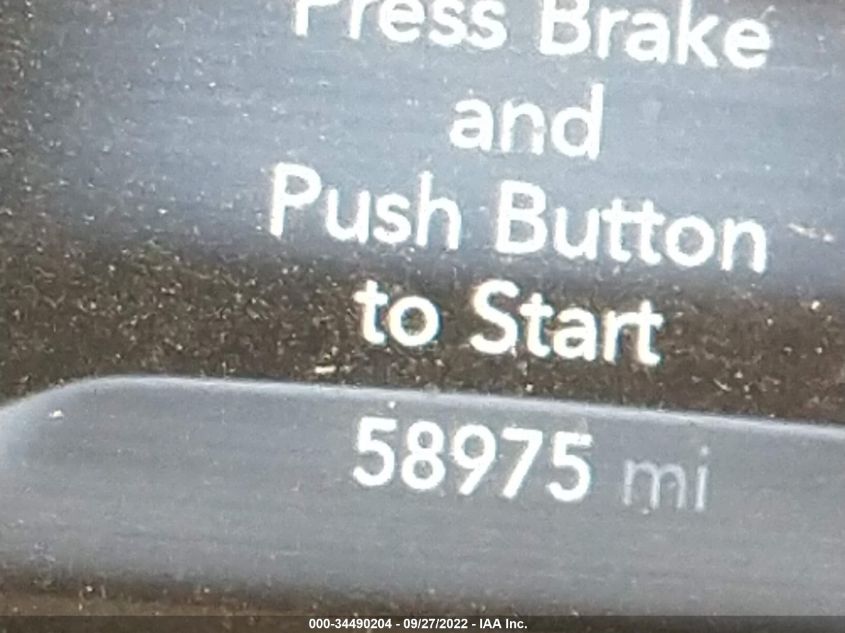 Press Brake
and
Push Button
to Start
58975 mi
000-34490204 - 09/27/2022 - IAA Inc.